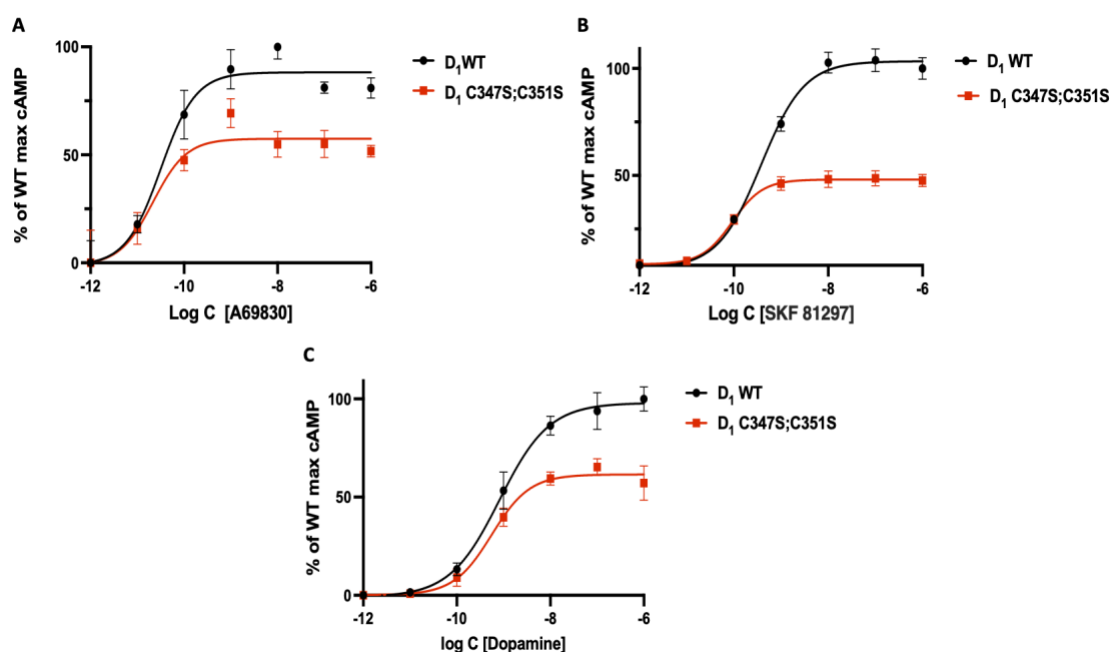 A
% of WT max cAMP
100
50
0
-12
-10
-8
-6
Log C [A69830]
D1WT
D1 C347S;C351S
B
% of WT max cAMP
100
50
-12
-10
-8
-6
Log C [SKF 81297]
D1 WT
D1 C347S;C351S
C
% of WT max cAMP
100
50
0
-12
-10
-8
-6
log C [Dopamine]
D1 WT
D1 C347S;C351S